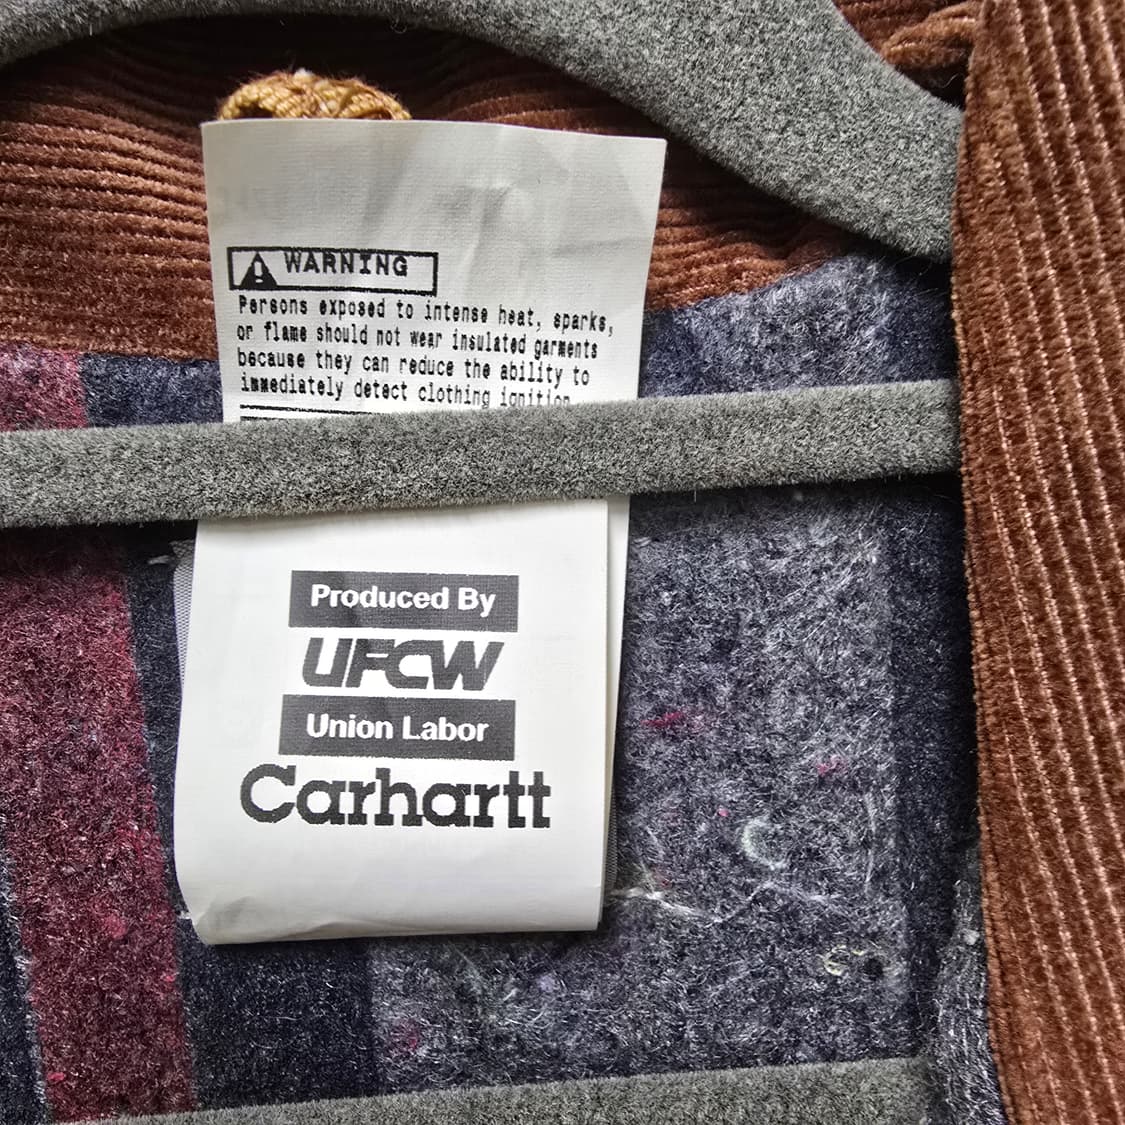 WARNING
Persons exposed to intense heat, sparks,
or flame should not wear insulated garments
because they can reduce the ability to
immediately detect clothing ignition
Produced By
UFCW
Union Labor
Carhartt